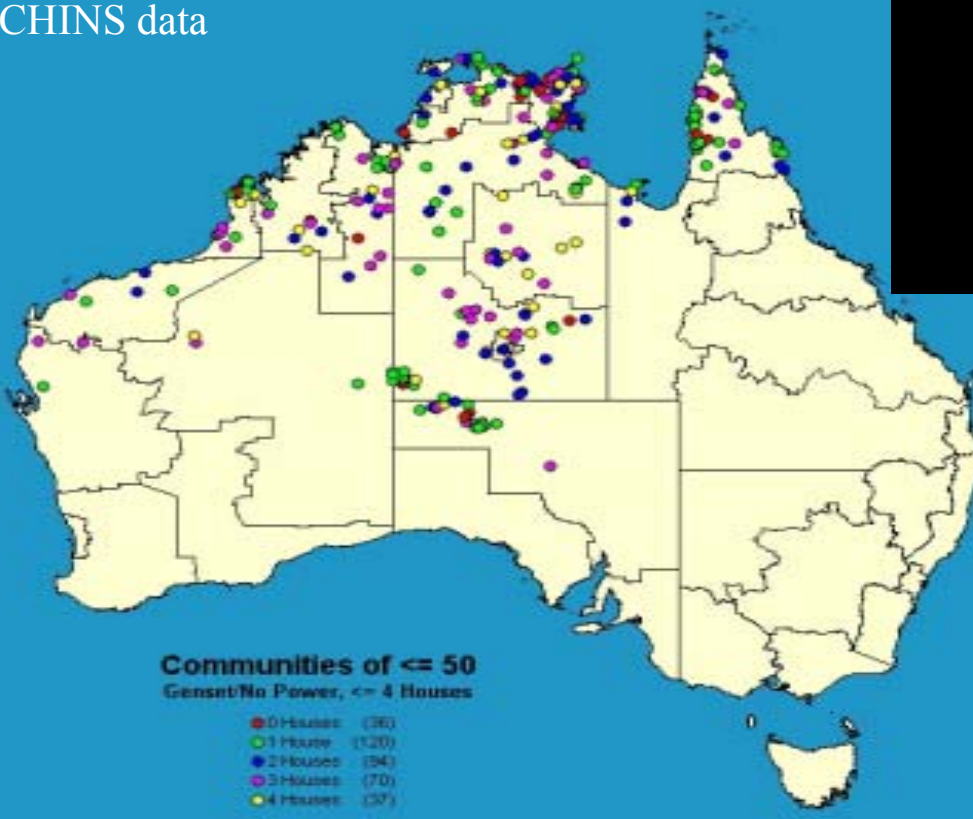 CHINS data
Communities of <= 50
Genset/No Power, <= 4 Houses
0 Houses (36)
1 House (120)
2 Houses (94)
3 Houses (70)
4 Houses (37)